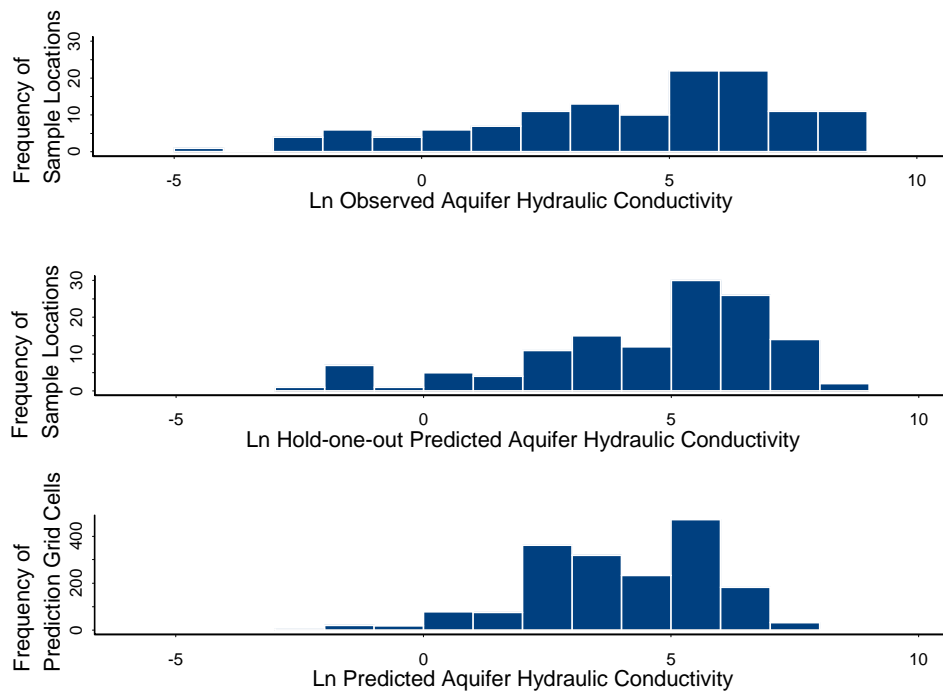 Frequency of
Sample Locations
0 10 20 30
-5 0 5 10
Ln Observed Aquifer Hydraulic Conductivity
Frequency of
Sample Locations
0 10 20 30
-5 0 5 10
Ln Hold-one-out Predicted Aquifer Hydraulic Conductivity
Frequency of
Prediction Grid Cells
0 200 400
-5 0 5 10
Ln Predicted Aquifer Hydraulic Conductivity